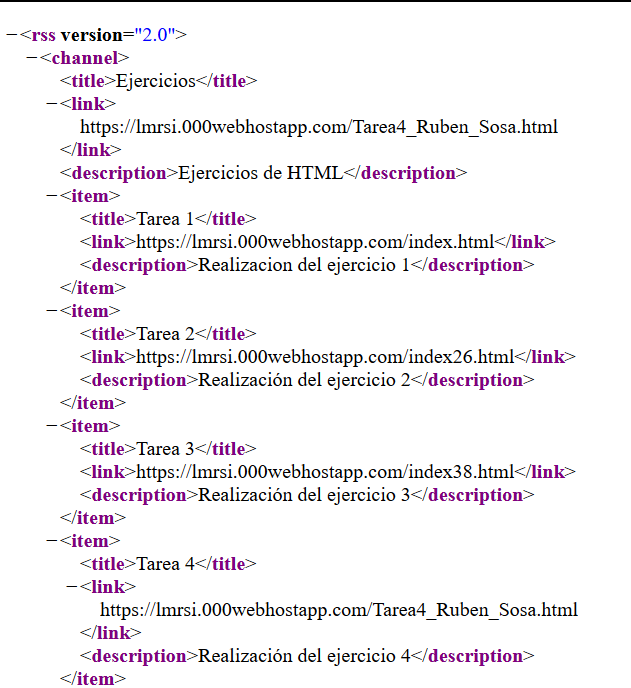 −<rss version="2.0">
−<channel>
<title>Ejercicios</title>
−<link>
https://lmrsi.000webhostapp.com/Tarea4_Ruben_Sosa.html
</link>
<description>Ejercicios de HTML</description>
−<item>
<title>Tarea 1</title>
<link>https://lmrsi.000webhostapp.com/index.html</link>
<description>Realizacion del ejercicio 1</description>
</item>
−<item>
<title>Tarea 2</title>
<link>https://lmrsi.000webhostapp.com/index26.html</link>
<description>Realización del ejercicio 2</description>
</item>
−<item>
<title>Tarea 3</title>
<link>https://lmrsi.000webhostapp.com/index38.html</link>
<description>Realización del ejercicio 3</description>
</item>
−<item>
<title>Tarea 4</title>
−<link>
https://lmrsi.000webhostapp.com/Tarea4_Ruben_Sosa.html
</link>
<description>Realización del ejercicio 4</description>
</item>